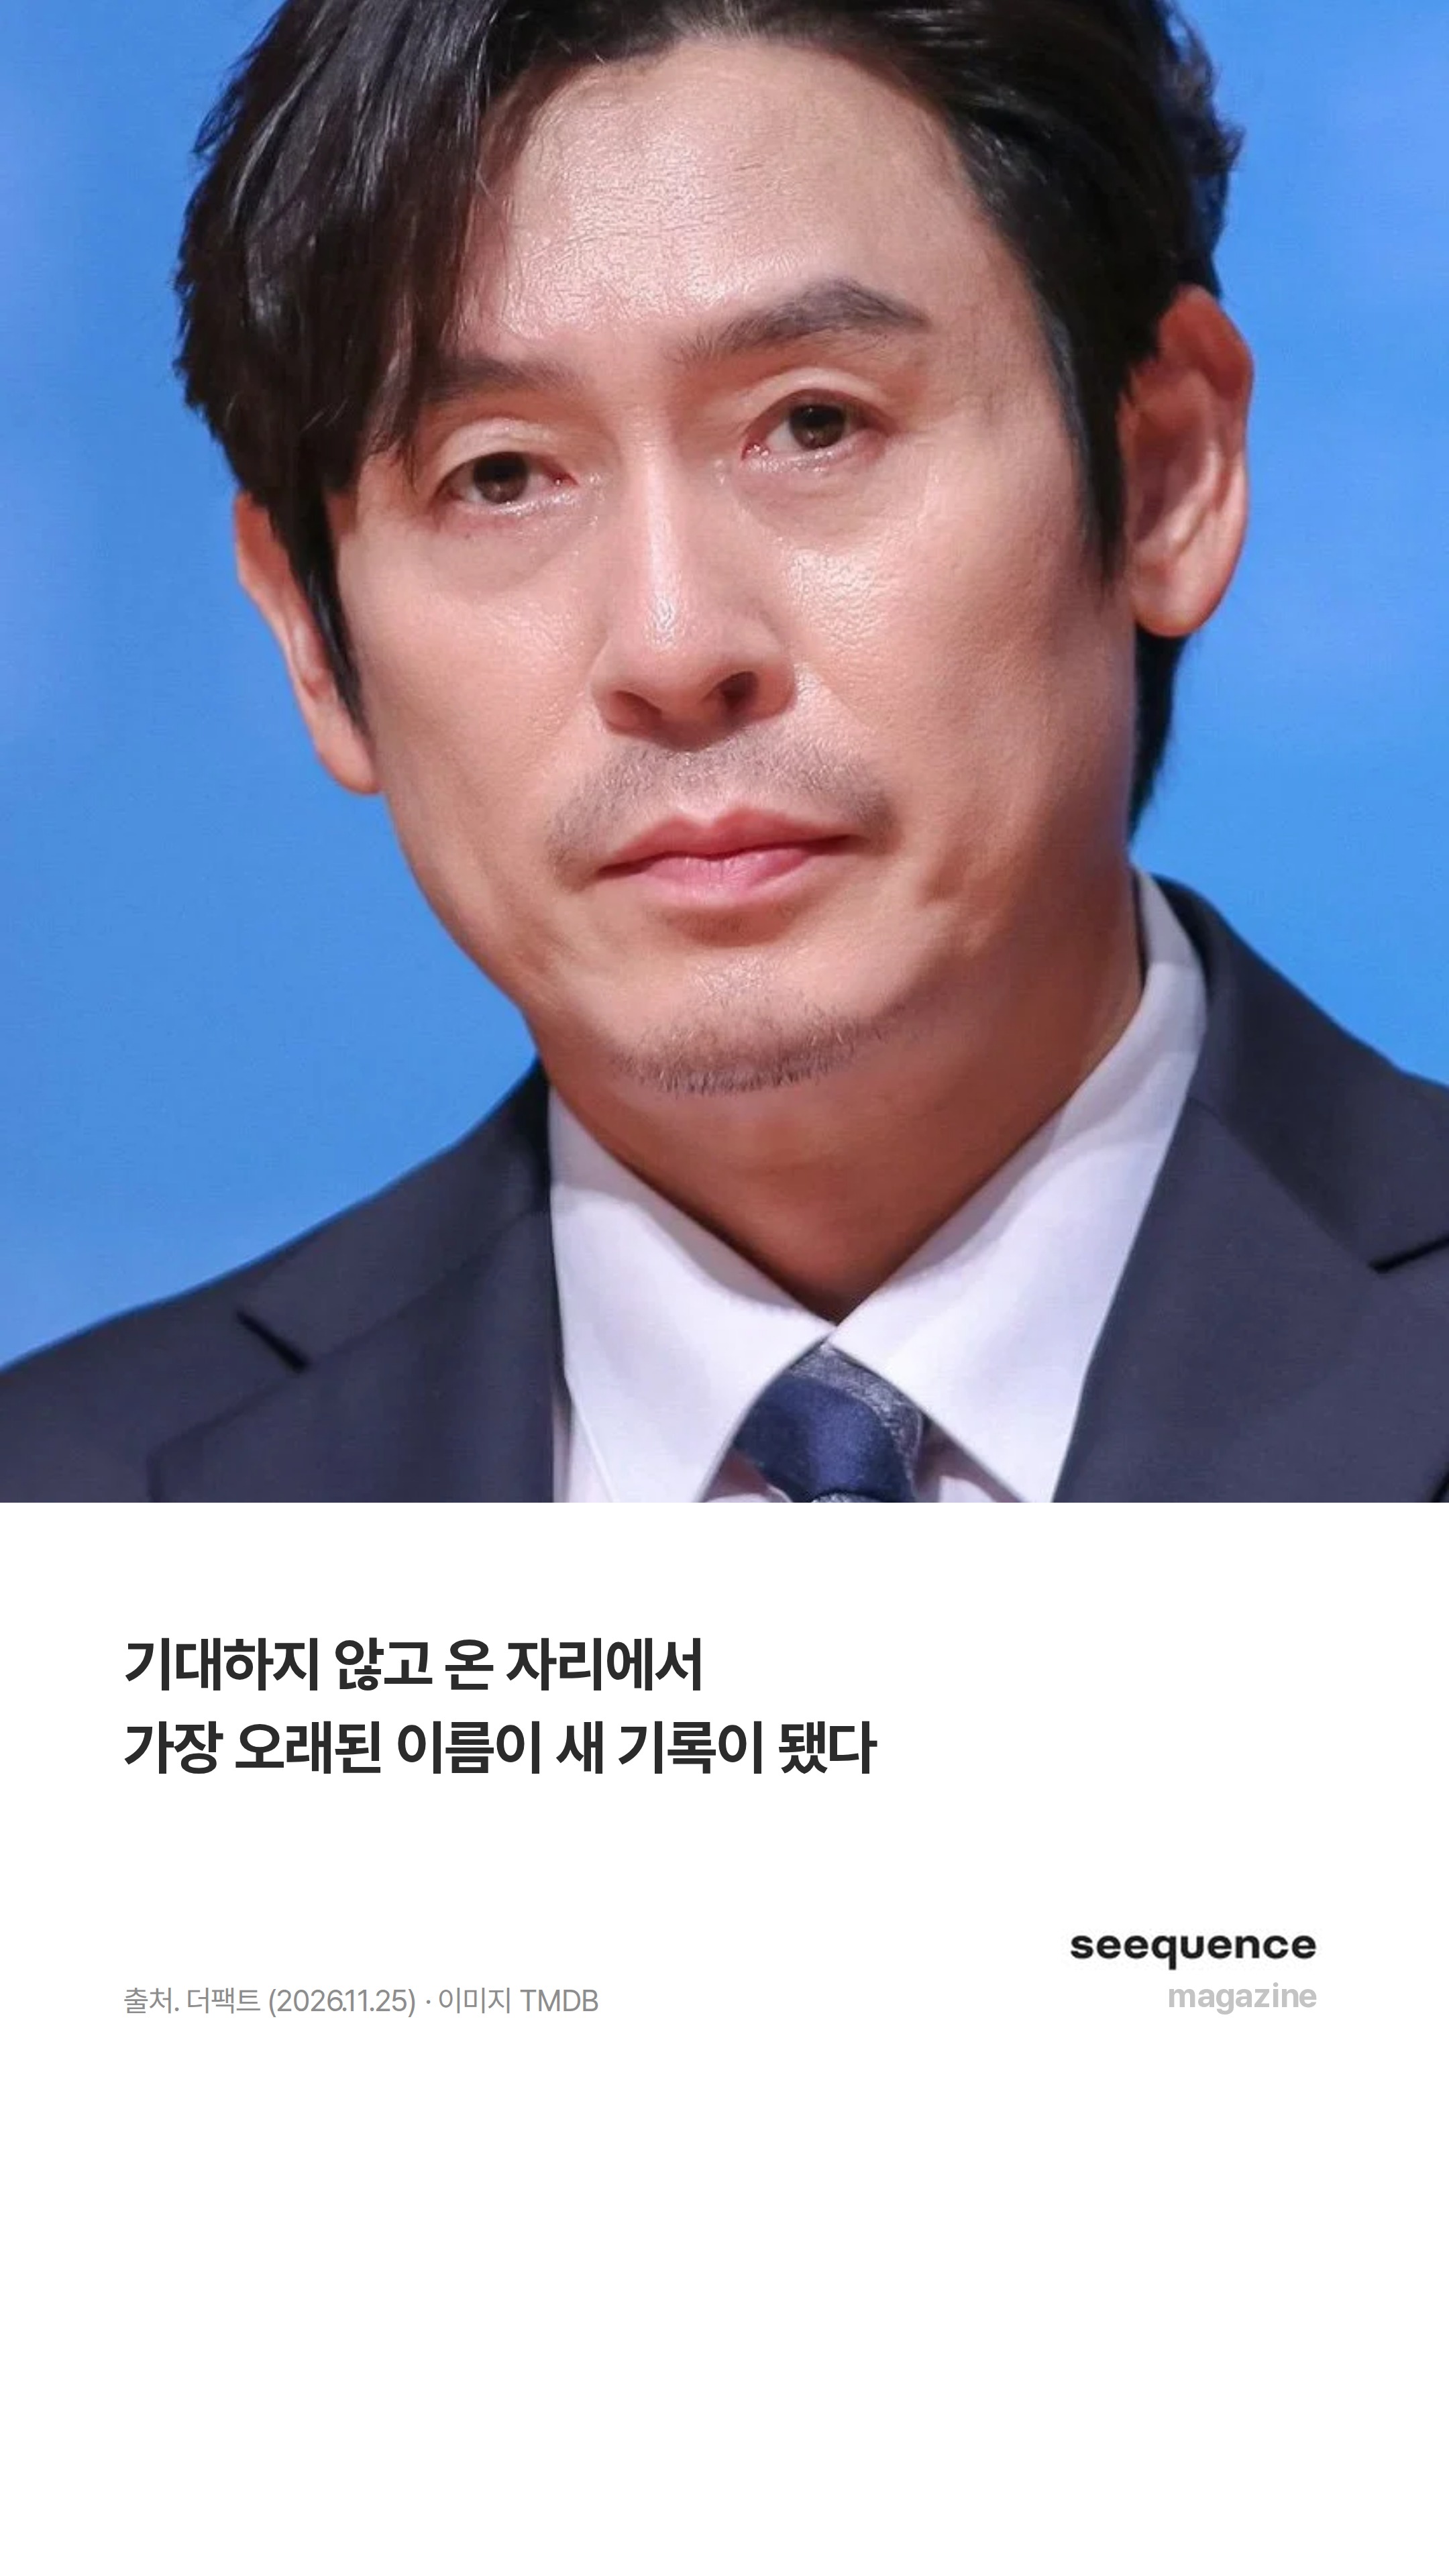 기대하지 않고 온 자리에서
가장 오래된 이름이 새 기록이 됐다
seequence
magazine
출처. 더팩트 (2026.11.25) · 이미지 TMDB